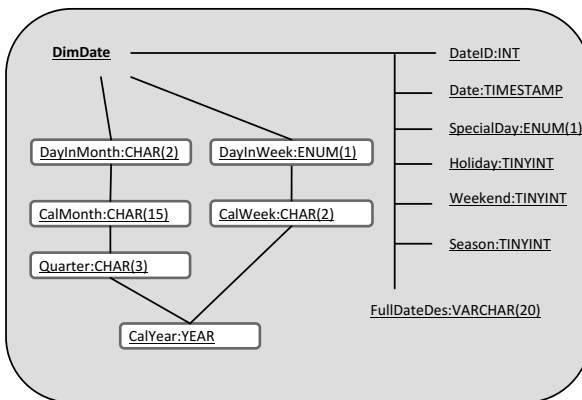 DimDate
DateID:INT
Date:TIMESTAMP
SpecialDay:ENUM(1)
DayInMonth:CHAR(2)
DayInWeek:ENUM(1)
Holiday:TINYINT
Weekend:TINYINT
CalMonth:CHAR(15)
CalWeek:CHAR(2)
Season:TINYINT
Quarter:CHAR(3)
FullDateDes:VARCHAR(20)
CalYear:YEAR